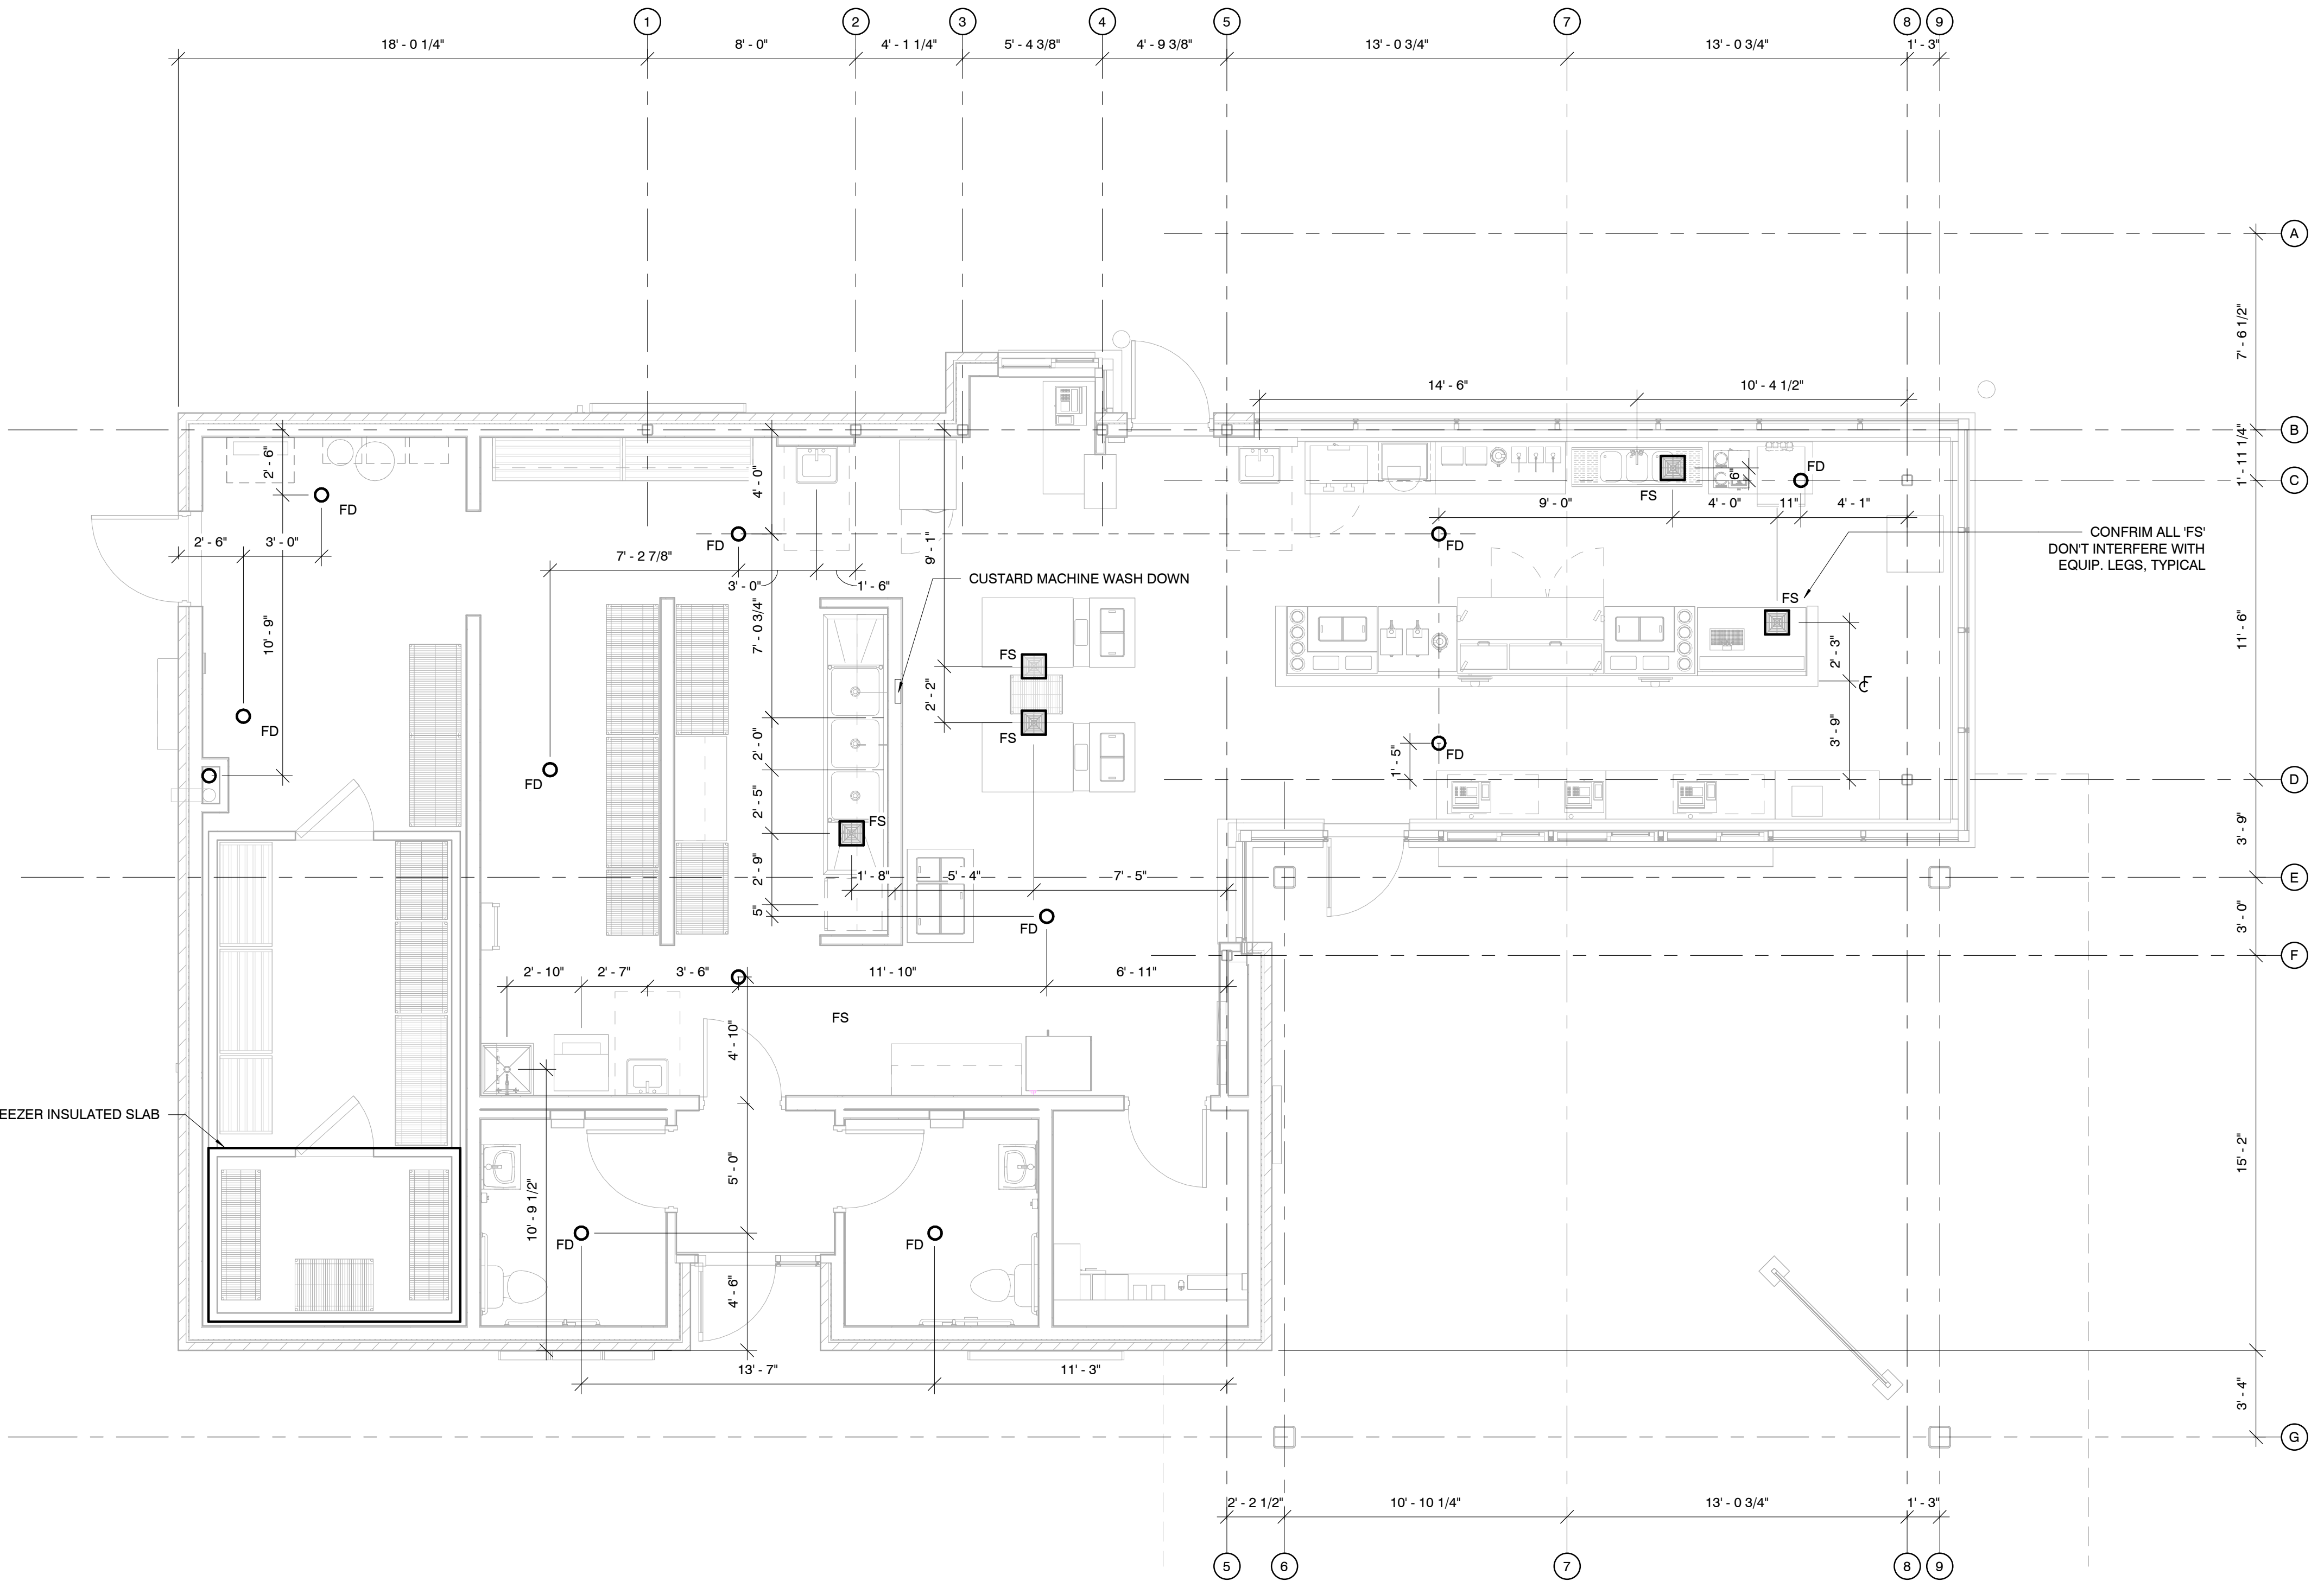 1
2
3
4
5
7
8
9
18' - 0 1/4"
8' - 0"
4' - 1 1/4"
5' - 4 3/8"
4' - 9 3/8"
13' - 0 3/4"
13' - 0 3/4"
1' - 3"
A
7' - 6 1/2"
14' - 6"
10' - 4 1/2"
B
1' - 11 1/4"
2' - 6"
4' - 0"
6"
FD
C
FD
FS
9' - 0"
4' - 0"
11"
4' - 1"
2' - 6"
3' - 0"
FD
7' - 2 7/8"
9' - 1"
FD
CONFRIM ALL 'FS'
DON'T INTERFERE WITH
EQUIP. LEGS, TYPICAL
3' - 0"
1' - 6"
CUSTARD MACHINE WASH DOWN
FS
10' - 9"
7' - 0 3/4"
FS
2' - 3"
11' - 6"
2' - 2"
FD
FS
2' - 0"
3' - 9"
FD
1' - 5"
FD
2' - 5"
D
FS
3' - 9"
2' - 9"
1' - 8"
5' - 4"
7' - 5"
E
5"
FD
3' - 0"
F
2' - 10"
2' - 7"
3' - 6"
11' - 10"
6' - 11"
FS
4' - 10"
EEZER INSULATED SLAB
5' - 0"
15' - 2"
10' - 9 1/2"
FD
FD
4' - 6"
13' - 7"
11' - 3"
3' - 4"
G
2' - 2 1/2"
10' - 10 1/4"
13' - 0 3/4"
1' - 3"
5
6
7
8
9